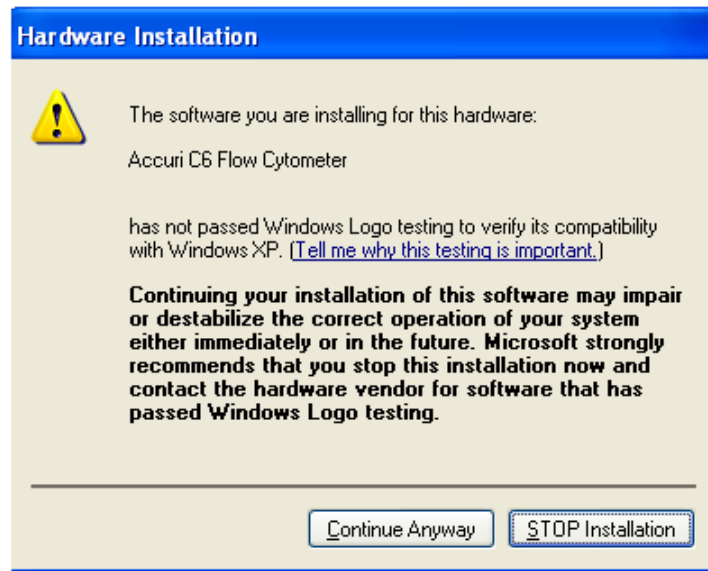 Hardware Installation
The software you are installing for this hardware:
Accuri C6 Flow Cytometer
has not passed Windows Logo testing to verify its compatibility
with Windows XP. (Tell me why this testing is important.)
Continuing your installation of this software may impair
or destabilize the correct operation of your system
either immediately or in the future. Microsoft strongly
recommends that you stop this installation now and
contact the hardware vendor for software that has
passed Windows Logo testing.
Continue Anyway
STOP Installation